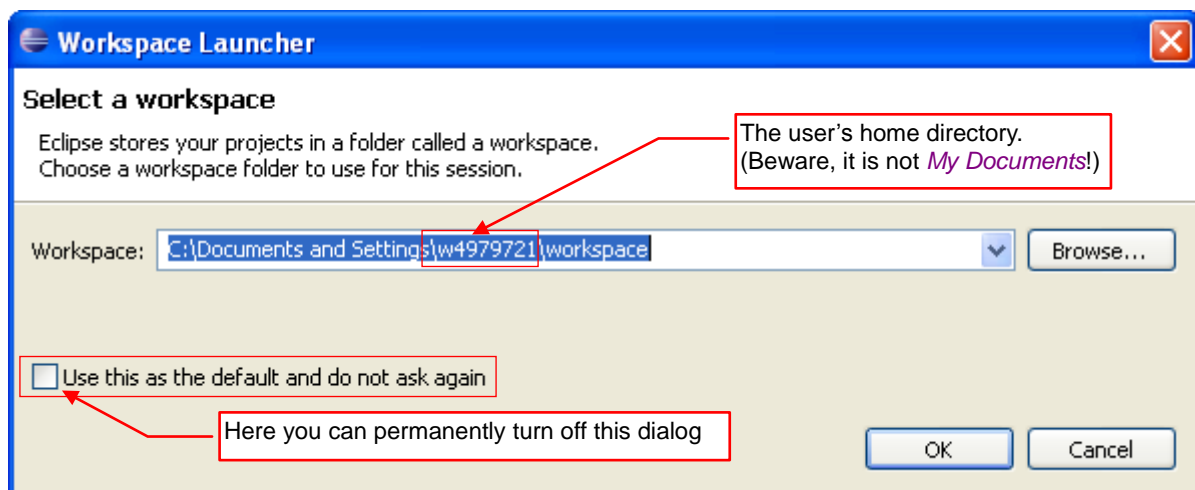 Workspace Launcher
Select a workspace
Eclipse stores your projects in a folder called a workspace.
Choose a workspace folder to use for this session.
The user’s home directory.
(Beware, it is not My Documents!)
Workspace: C:\Documents and Settings\w4979721\workspace Browse...
Use this as the default and do not ask again
Here you can permanently turn off this dialog
OK Cancel